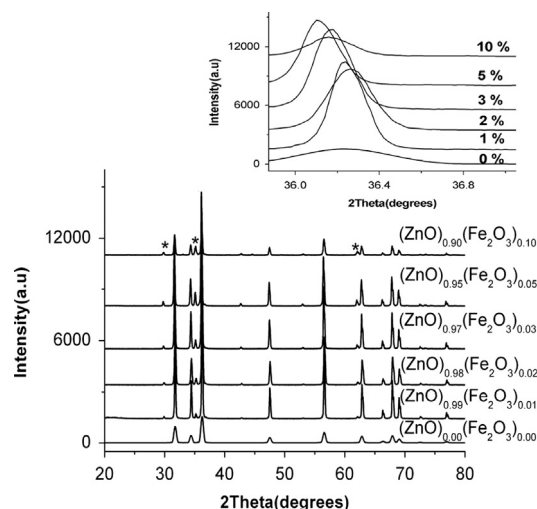 12000
6000
0
Intensity(a.u)
10 %
5 %
3 %
2 %
1 %
0 %
36.0 36.4 36.8
2Theta(degrees)
12000
6000
0
Intensity(a.u)
* * *
(ZnO)0.90(Fe2O3)0.10
(ZnO)0.95(Fe2O3)0.05
(ZnO)0.97(Fe2O3)0.03
(ZnO)0.98(Fe2O3)0.02
(ZnO)0.99(Fe2O3)0.01
(ZnO)0.00(Fe2O3)0.00
20 30 40 50 60 70 80
2Theta(degrees)